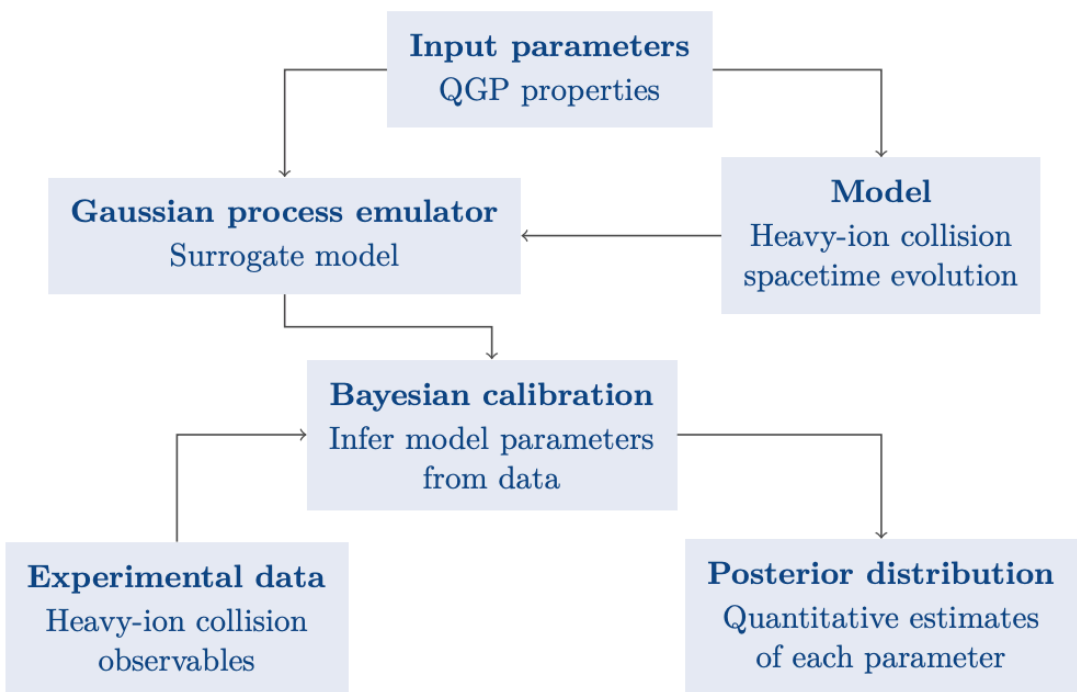 Input parameters
QGP properties
Gaussian process emulator
Surrogate model
Model
Heavy-ion collision
spacetime evolution
Bayesian calibration
Infer model parameters
from data
Experimental data
Heavy-ion collision
observables
Posterior distribution
Quantitative estimates
of each parameter